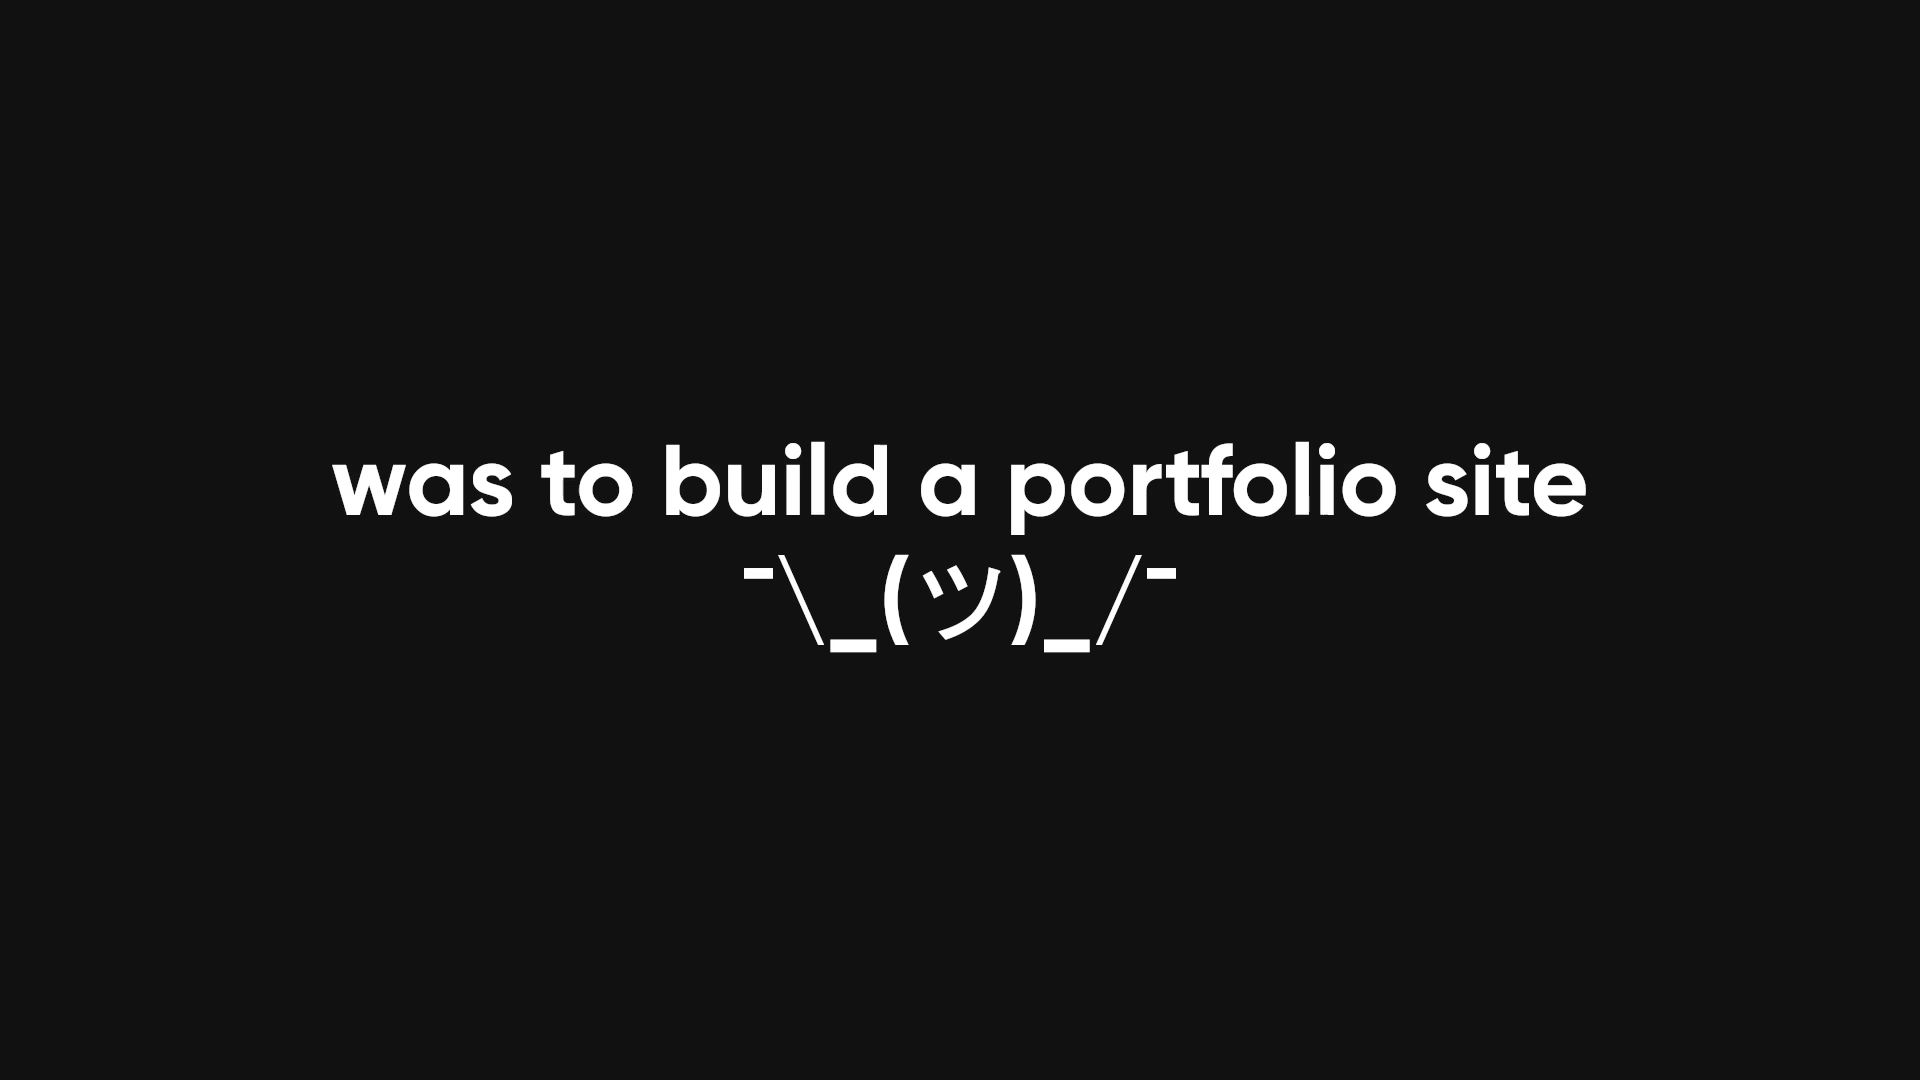 was to build a portfolio site
¯\_(ツ)_/¯